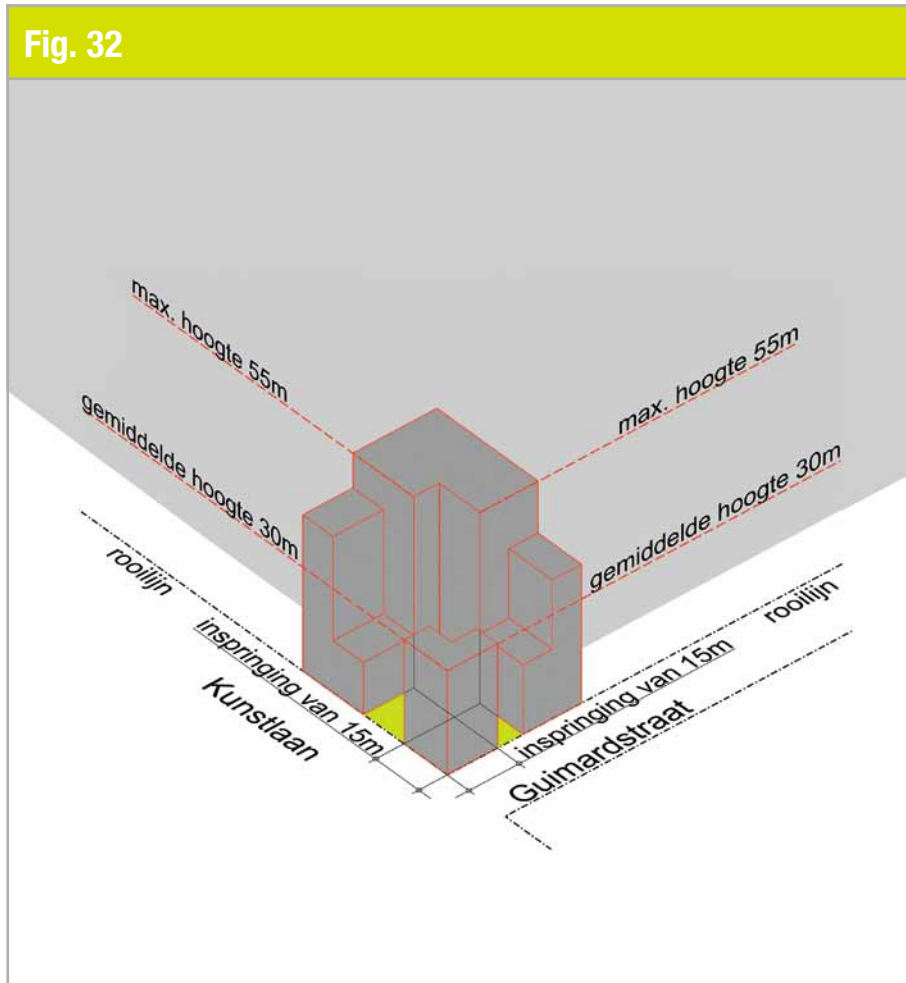 Fig. 32
max. hoogte 55m
max. hoogte 55m
gemiddelde hoogte 30m
gemiddelde hoogte 30m
rooilijn
rooilijn
inspringing van 15m
inspringing van 15m
Kunstlaan
Guimardstraat